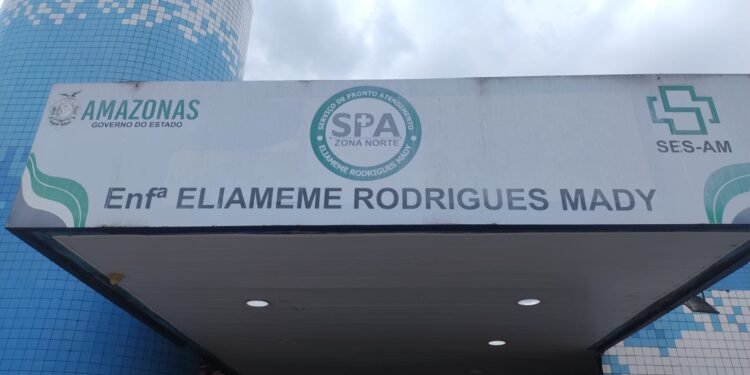 AMAZONAS
GOVERNO DO ESTADO
SERVIÇO DE PRONTO ATENDIMENTO
SPA
ZONA NORTE
ELIAMEME RODRIGUES MADY
SES-AM
Enfª ELIAMEME RODRIGUES MADY